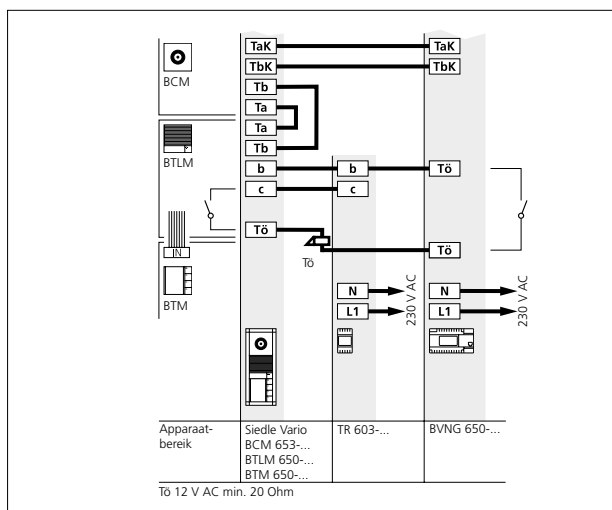 TaK TaK
BCM
TbK TbK
Tb
Ta
Ta
BTLM
Tb
b b Tö
c c
Tö
Tö
Tö
IN
BTM
N 230 V AC N 230 V AC
L1 L1
Apparaat-
bereik
Siedle Vario
BCM 653-...
BTLM 650-...
BTM 650-...
TR 603-...
BVNG 650-...
Tö 12 V AC min. 20 Ohm